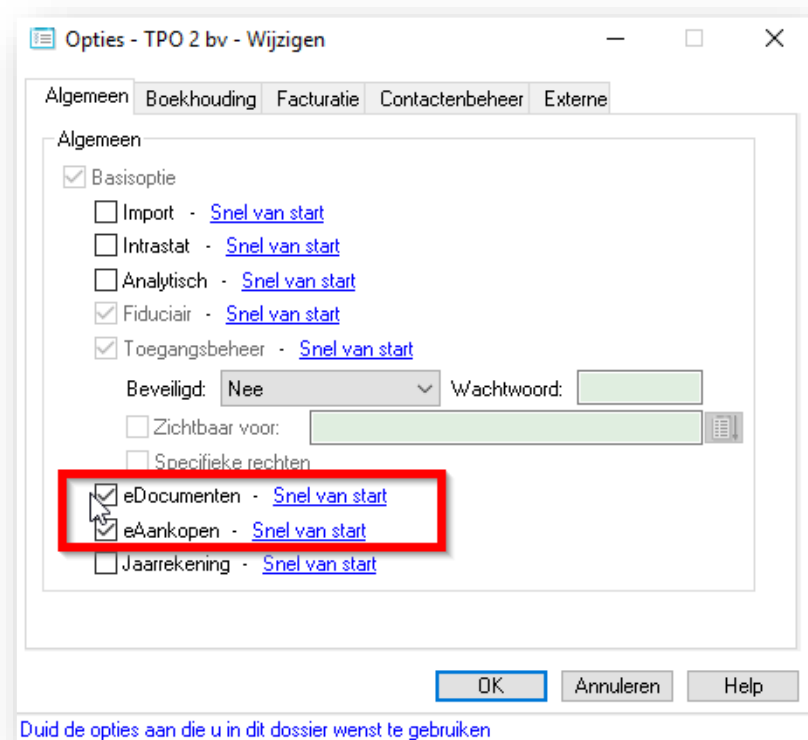 Opties - TPO 2 bv - Wijzigen
Algemeen Boekhouding Facturatie Contactenbeheer Externe
Algemeen
Basisoptie
Import - Snel van start
Intrastat - Snel van start
Analytisch - Snel van start
Fiduciair - Snel van start
Toegangsbeheer - Snel van start
Beveiligd: Nee Wachtwoord:
Zichtbaar voor:
Specifieke rechten
eDocumenten - Snel van start
eAankopen - Snel van start
Jaarrekening - Snel van start
OK Annuleren Help
Duid de opties aan die u in dit dossier wenst te gebruiken